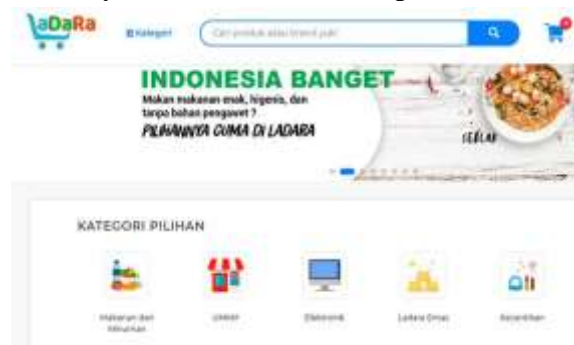 LaDaRa
Kategori
Cari produk atau brand yuk!
INDONESIA BANGET
Makan makanan enak, higenis, dan
tanpa bahan pengawet ?
PILIHANNYA CUMA DI LADARA
SEBLAK
KATEGORI PILIHAN
Makanan dan
Minuman
UMKM
Elektronik
Ladara Emas
Kecantikan